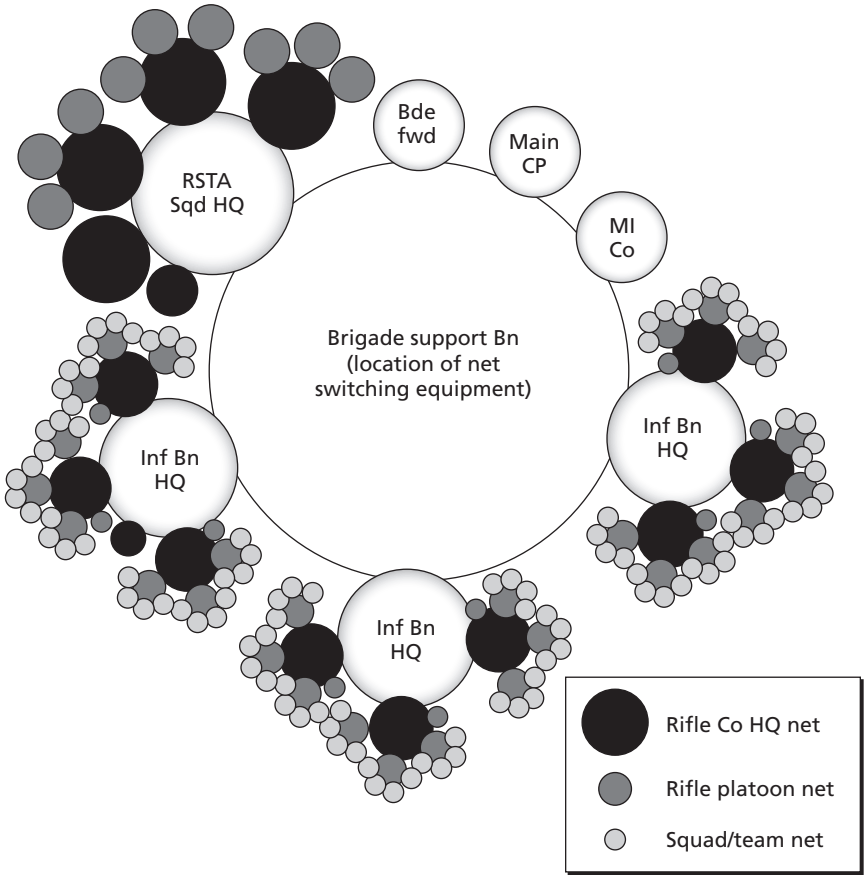 Bde
fwd
Main
CP
RSTA
Sqd HQ
MI
Co
Brigade support Bn
(location of net
switching equipment)
Inf Bn
HQ
Inf Bn
HQ
Inf Bn
HQ
Rifle Co HQ net
Rifle platoon net
Squad/team net